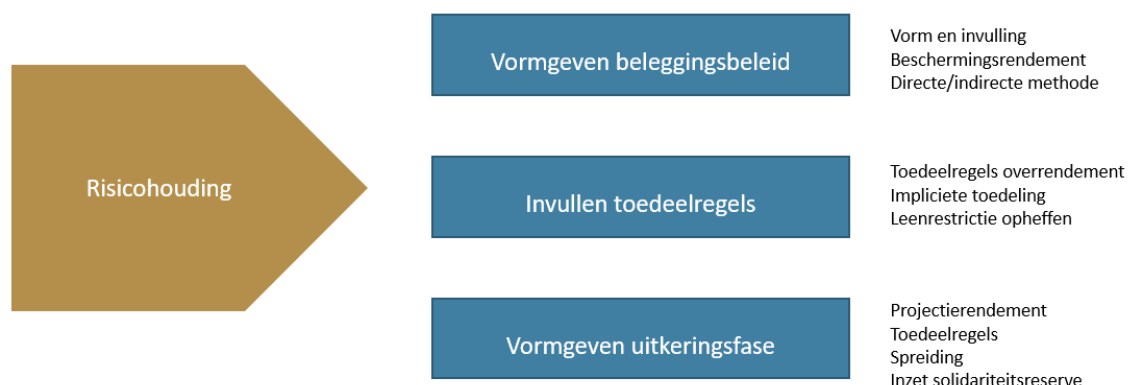 Risicohouding
Vormgeven beleggingsbeleid
Vorm en invulling
Beschermingsrendement
Directe/indirecte methode
Invullen toedeelregels
Toedeelregels overrendement
Impliciete toedeling
Leenrestrictie opheffen
Vormgeven uitkeringsfase
Projectierendement
Toedeelregels
Spreiding
Inzet solidariteitsreserve